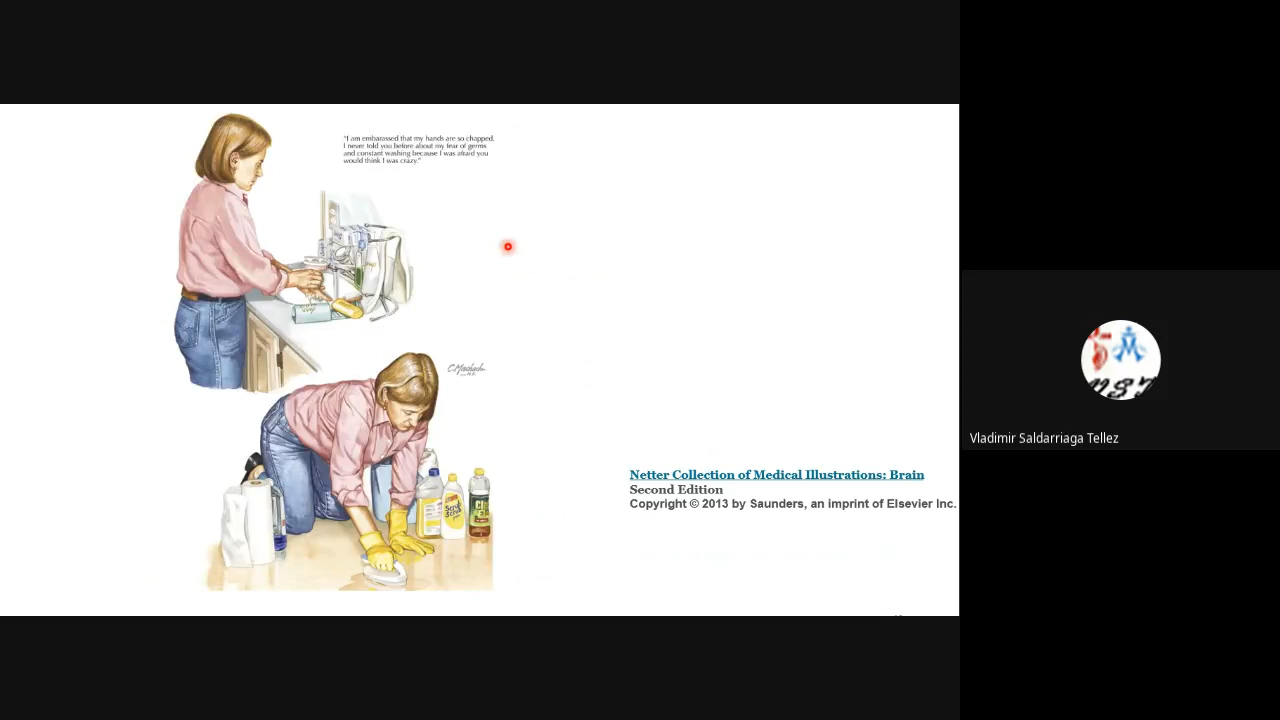 "I am embarassed that my hands are so chapped.
I never told you before about my fear of germs
and constant washing because I was afraid you
would think I was crazy."
Netter Collection of Medical Illustrations: Brain
Second Edition
Copyright © 2013 by Saunders, an imprint of Elsevier Inc.
Vladimir Saldarriaga Tellez